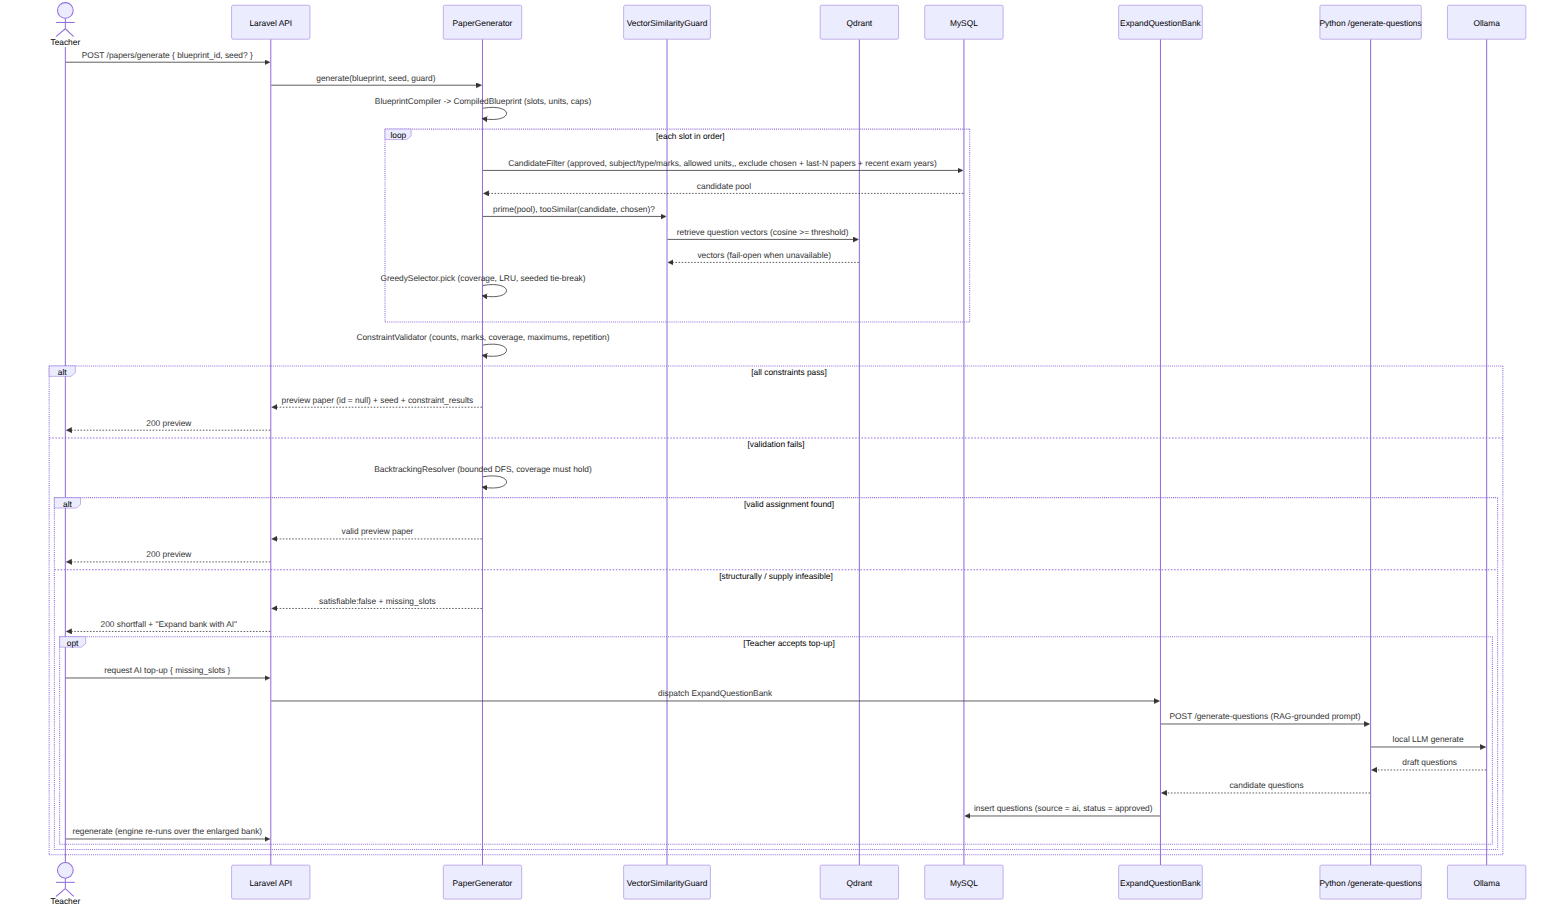 Teacher
Laravel API
PaperGenerator
VectorSimilarityGuard
Qdrant
MySQL
ExpandQuestionBank
Python /generate-questions
Ollama
POST /papers/generate { blueprint_id, seed? }
generate(blueprint, seed, guard)
BlueprintCompiler -> CompiledBlueprint (slots, units, caps)
loop
[each slot in order]
CandidateFilter (approved, subject/type/marks, allowed units,, exclude chosen + last-N papers + recent exam years)
candidate pool
prime(pool), tooSimilar(candidate, chosen)?
retrieve question vectors (cosine >= threshold)
vectors (fail-open when unavailable)
GreedySelector.pick (coverage, LRU, seeded tie-break)
ConstraintValidator (counts, marks, coverage, maximums, repetition)
alt
[all constraints pass]
preview paper (id = null) + seed + constraint_results
200 preview
[validation fails]
BacktrackingResolver (bounded DFS, coverage must hold)
alt
[valid assignment found]
valid preview paper
200 preview
[structurally / supply infeasible]
satisfiable:false + missing_slots
200 shortfall + "Expand bank with AI"
opt
[Teacher accepts top-up]
request AI top-up { missing_slots }
dispatch ExpandQuestionBank
POST /generate-questions (RAG-grounded prompt)
local LLM generate
draft questions
candidate questions
insert questions (source = ai, status = approved)
regenerate (engine re-runs over the enlarged bank)
Teacher
Laravel API
PaperGenerator
VectorSimilarityGuard
Qdrant
MySQL
ExpandQuestionBank
Python /generate-questions
Ollama